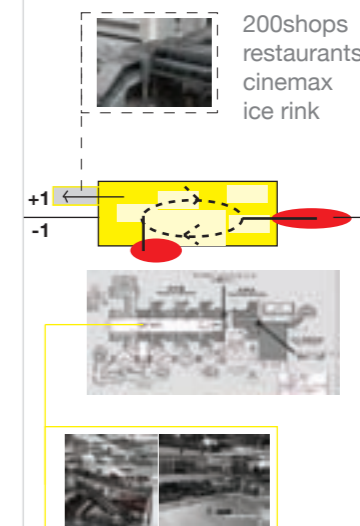 200shops
restaurants
cinemax
ice rink
+1
-1